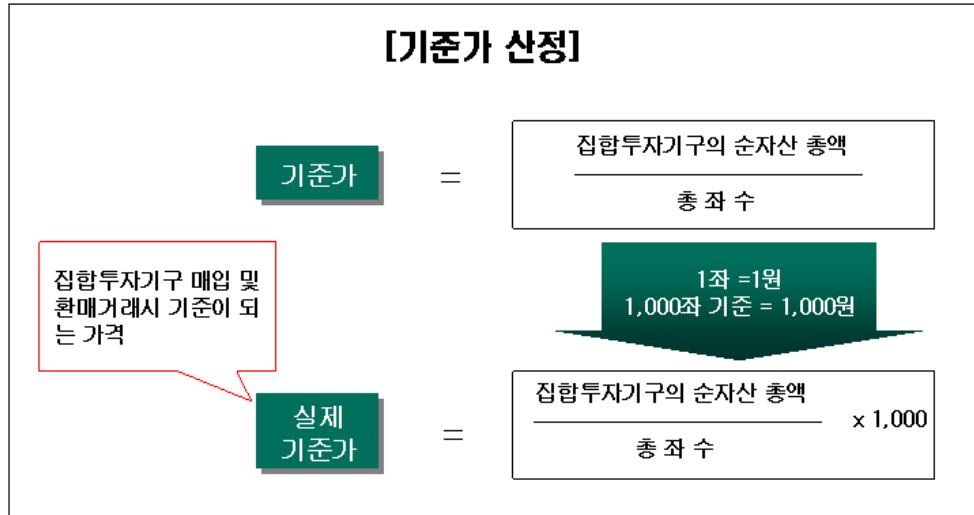 [기준가 산정]
기준가
=
집합투자기구의 순자산 총액
총 좌 수
집합투자기구 매입 및
환매거래시 기준이 되
는 가격
1좌 =1원
1,000좌 기준 = 1,000원
실제
기준가
=
집합투자기구의 순자산 총액
총 좌 수
x 1,000